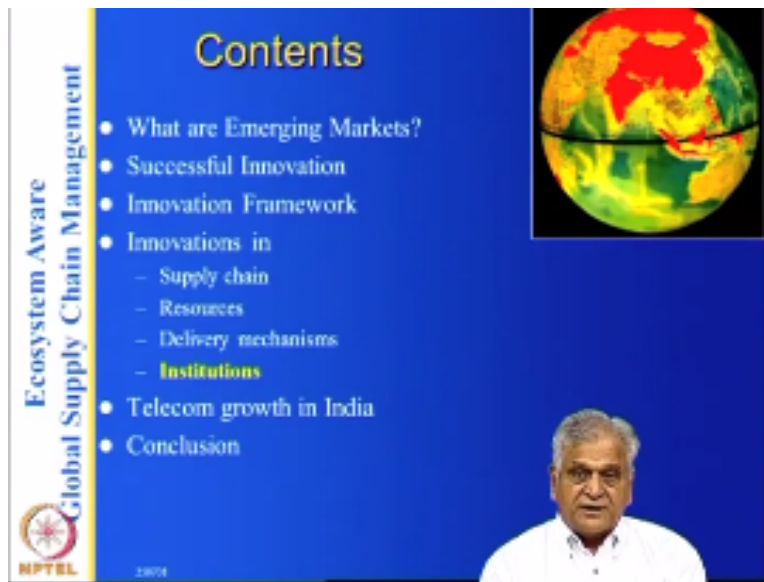 Contents
Ecosystem Aware
Global Supply Chain Management
● What are Emerging Markets?
● Successful Innovation
● Innovation Framework
● Innovations in
– Supply chain
– Resources
– Delivery mechanisms
– Institutions
● Telecom growth in India
● Conclusion
NPTEL